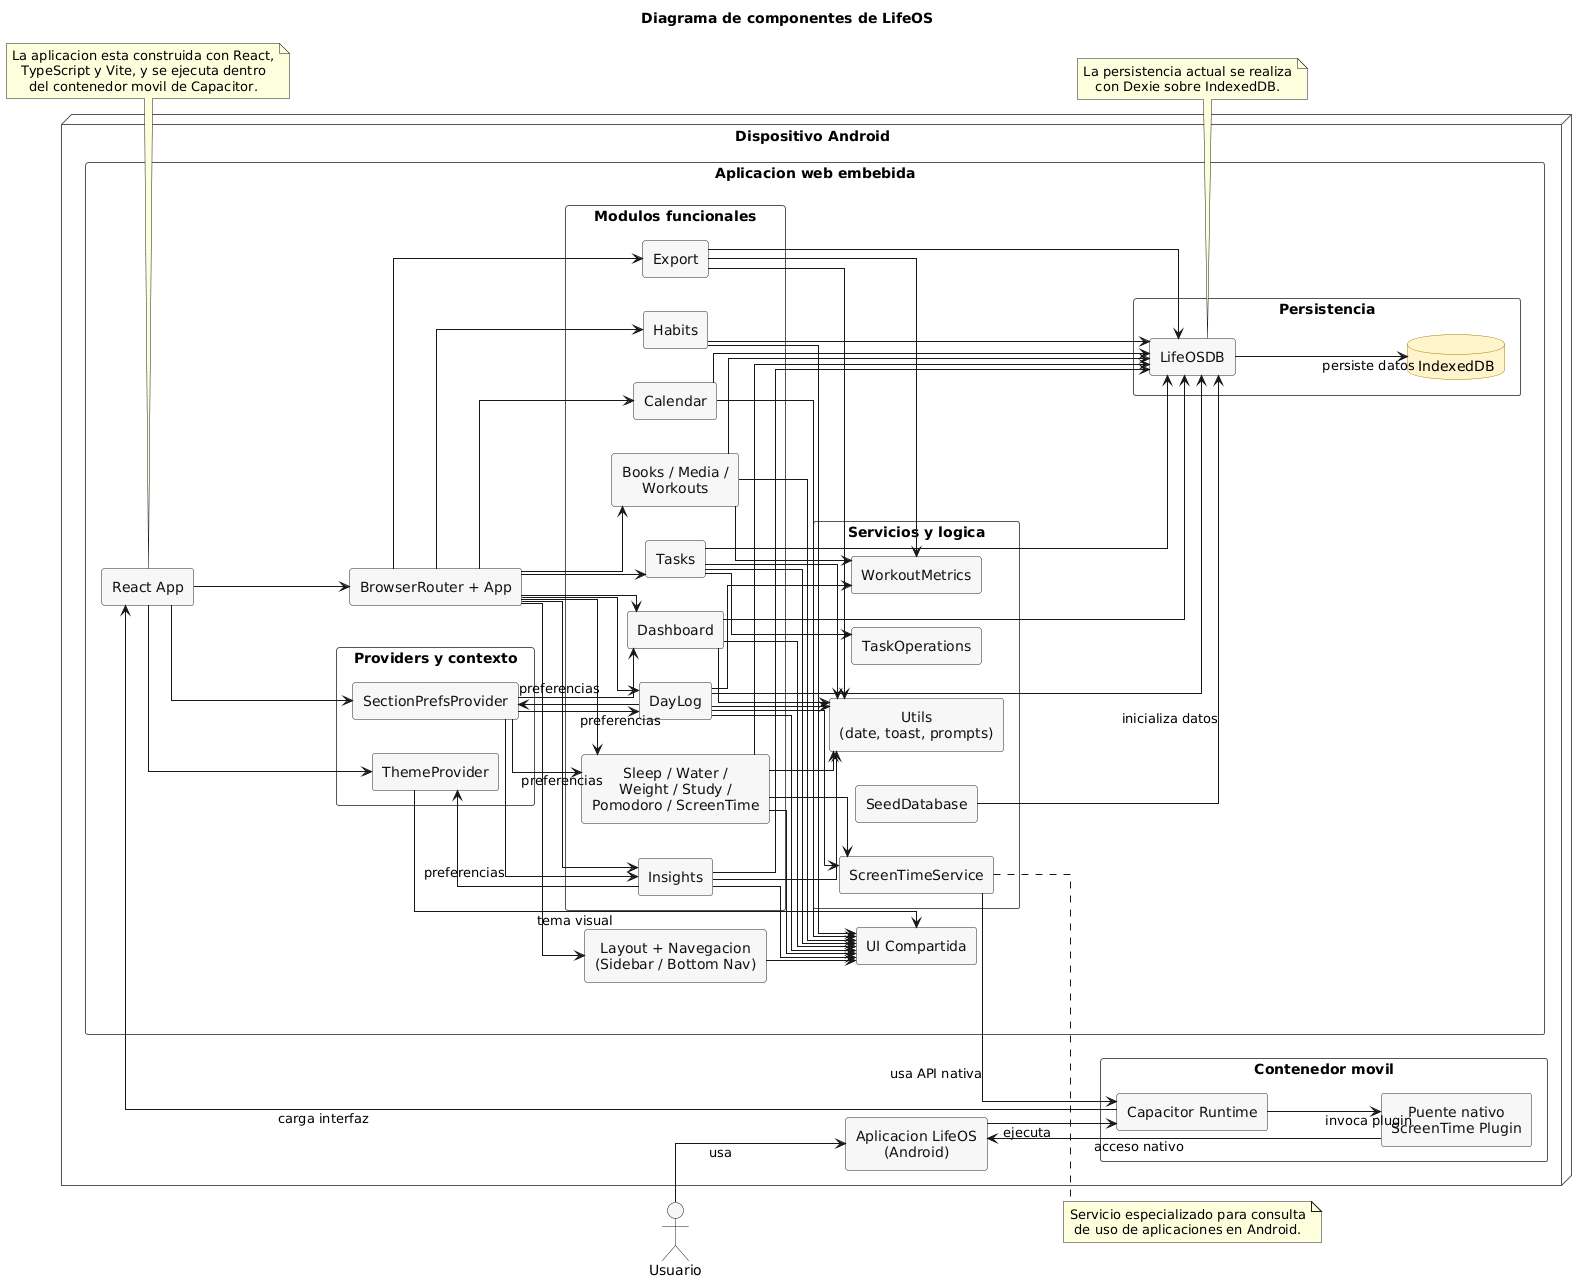 Diagrama de componentes de LifeOS
La aplicacion esta construida con React,
TypeScript y Vite, y se ejecuta dentro
del contenedor movil de Capacitor.
La persistencia actual se realiza
con Dexie sobre IndexedDB.
Dispositivo Android
Aplicacion web embebida
Modulos funcionales
Export
Habits
Calendar
Books / Media /
Workouts
Tasks
Dashboard
DayLog
Sleep / Water /
Weight / Study /
Pomodoro / ScreenTime
Insights
Persistencia
LifeOSDB
persiste datos
IndexedDB
Servicios y logica
WorkoutMetrics
TaskOperations
Utils
(date, toast, prompts)
SeedDatabase
ScreenTimeService
inicializa datos
React App
BrowserRouter + App
Providers y contexto
SectionPrefsProvider
ThemeProvider
preferencias
preferencias
preferencias
preferencias
tema visual
Layout + Navegacion
(Sidebar / Bottom Nav)
UI Compartida
usa API nativa
carga interfaz
Contenedor movil
Capacitor Runtime
invoca plugin
Puente nativo
ScreenTime Plugin
Aplicacion LifeOS
(Android)
ejecuta
acceso nativo
usa
Servicio especializado para consulta
de uso de aplicaciones en Android.
Usuario